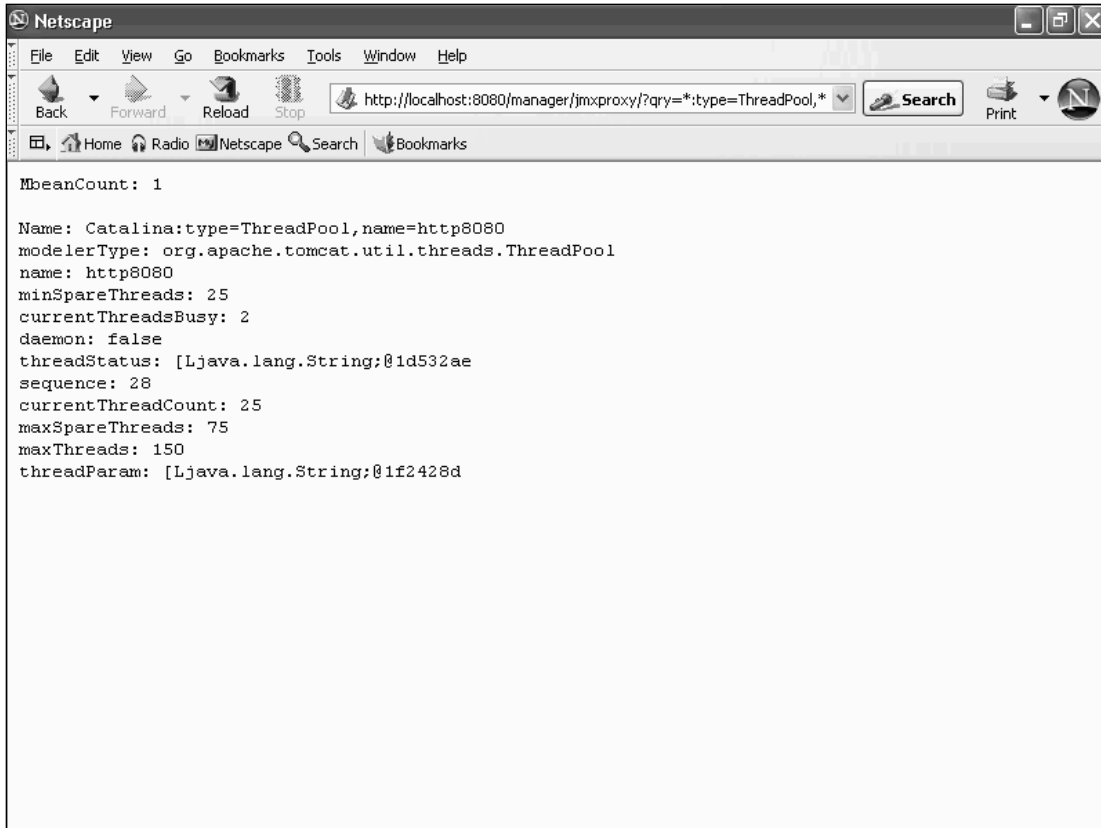 Netscape
File Edit View Go Bookmarks Tools Window Help
Back Forward Reload Stop http://localhost:8080/manager/jmxproxy/?qry=*:type=ThreadPool,* Search Print N
Home Radio Netscape Search Bookmarks
MbeanCount: 1
Name: Catalina:type=ThreadPool,name=http8080
modelerType: org.apache.tomcat.util.threads.ThreadPool
name: http8080
minSpareThreads: 25
currentThreadsBusy: 2
daemon: false
threadStatus: [Ljava.lang.String;@1d532ae
sequence: 28
currentThreadCount: 25
maxSpareThreads: 75
maxThreads: 150
threadParam: [Ljava.lang.String;@1f2428d